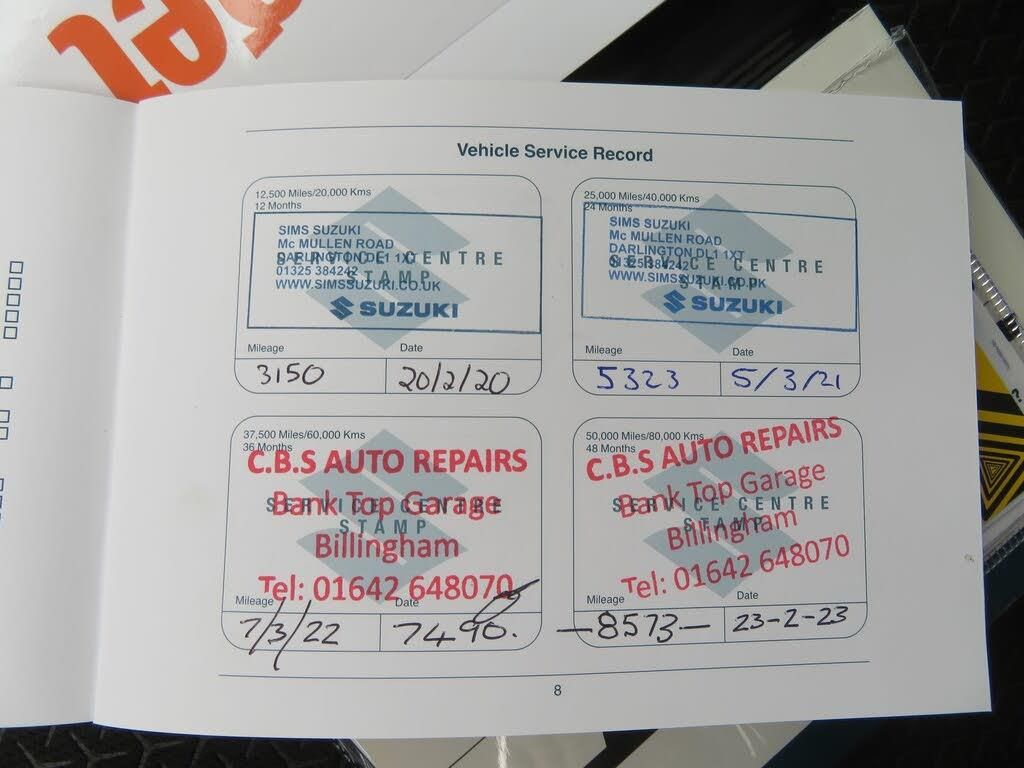 Vehicle Service Record
12,500 Miles/20,000 Kms
12 Months
SIMS SUZUKI
Mc MULLEN ROAD
DARLINGTON DL1 1XT
SERVICE CENTRE
01325 384242
STAMP
WWW.SIMSSUZUKI.CO.UK
SUZUKI
Mileage Date
3150 20/2/20
25,000 Miles/40,000 Kms
24 Months
SIMS SUZUKI
Mc MULLEN ROAD
DARLINGTON DL1 1XT
SERVICE CENTRE
01325 384242
STAMP
WWW.SIMSSUZUKI.CO.UK
SUZUKI
Mileage Date
5323 5/3/21
37,500 Miles/60,000 Kms
36 Months
C.B.S AUTO REPAIRS
SERVICE CENTRE
Bank Top Garage
STAMP
Billingham
Tel: 01642 648070
Mileage Date
7/3/22 7490.
50,000 Miles/80,000 Kms
48 Months
C.B.S AUTO REPAIRS
Bank Top Garage
SERVICE CENTRE
STAMP
Billingham
Tel: 01642 648070
Mileage Date
-8573- 23-2-23
8